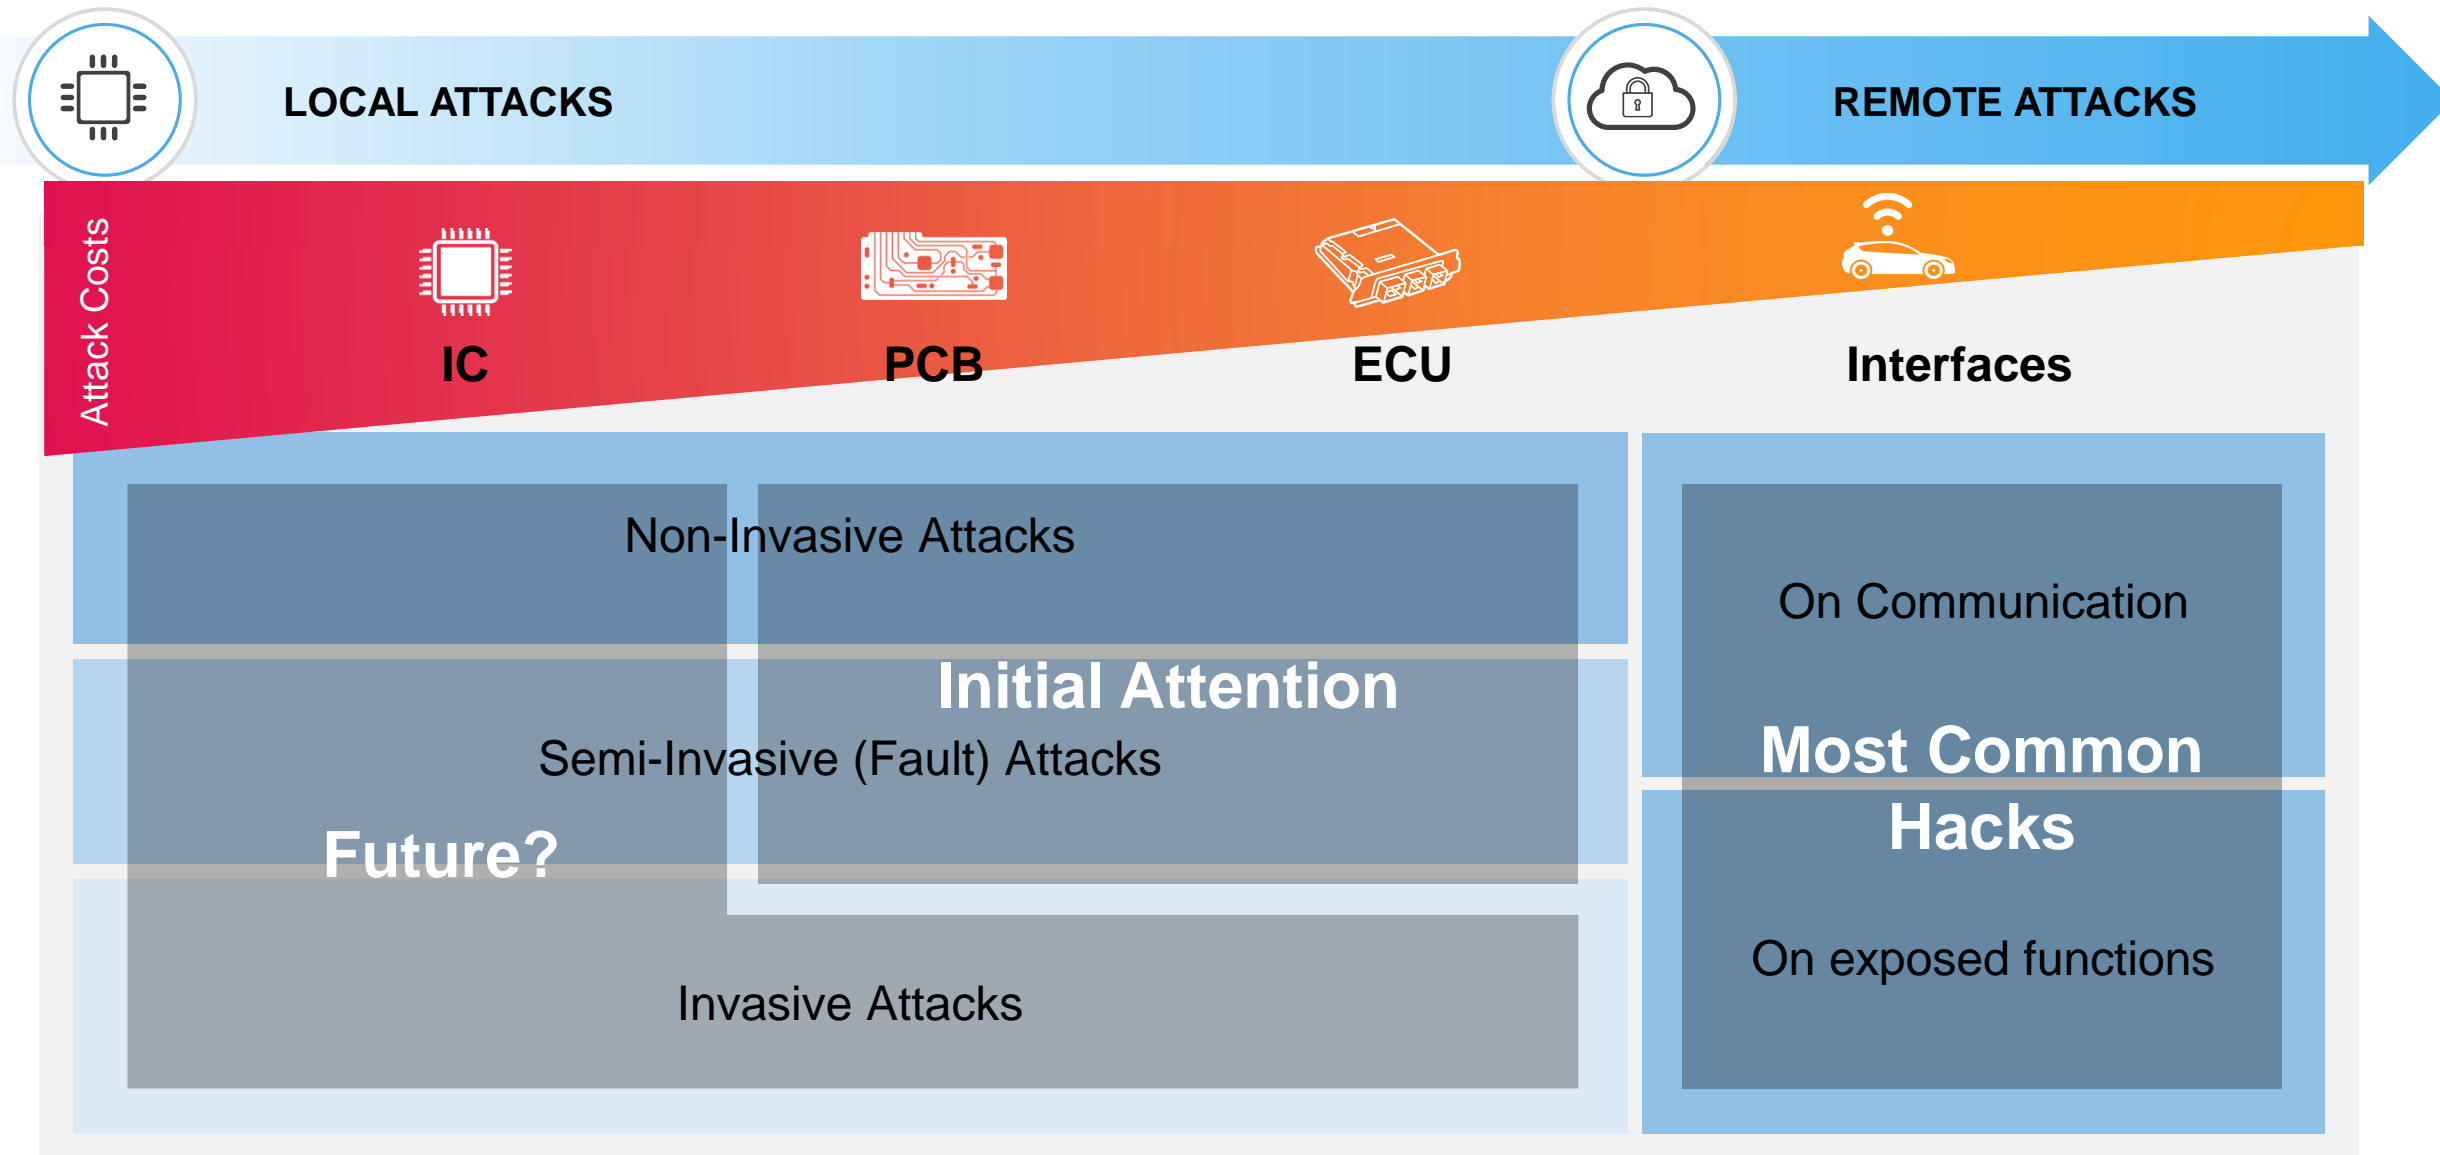 LOCAL ATTACKS
REMOTE ATTACKS
Attack Costs
IC
PCB
ECU
Interfaces
Non-Invasive Attacks
Initial Attention
Semi-Invasive (Fault) Attacks
Future?
Invasive Attacks
On Communication
Most Common
Hacks
On exposed functions